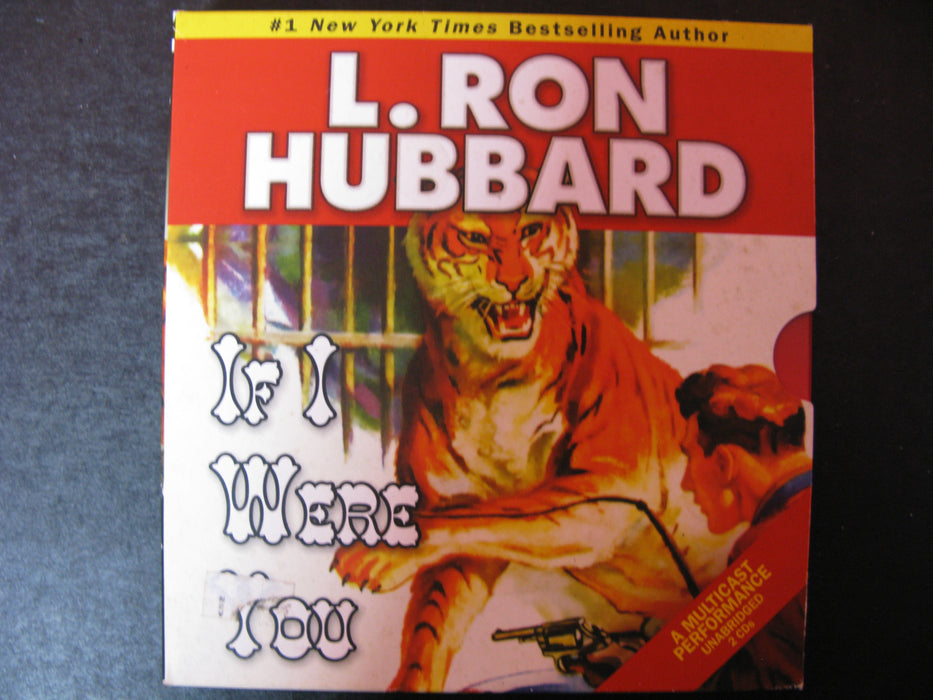 #1 New York Times Bestselling Author
L. RON
HUBBARD
IF I
WERE
YOU
A MULTICAST
PERFORMANCE
UNABRIDGED
2 CDs